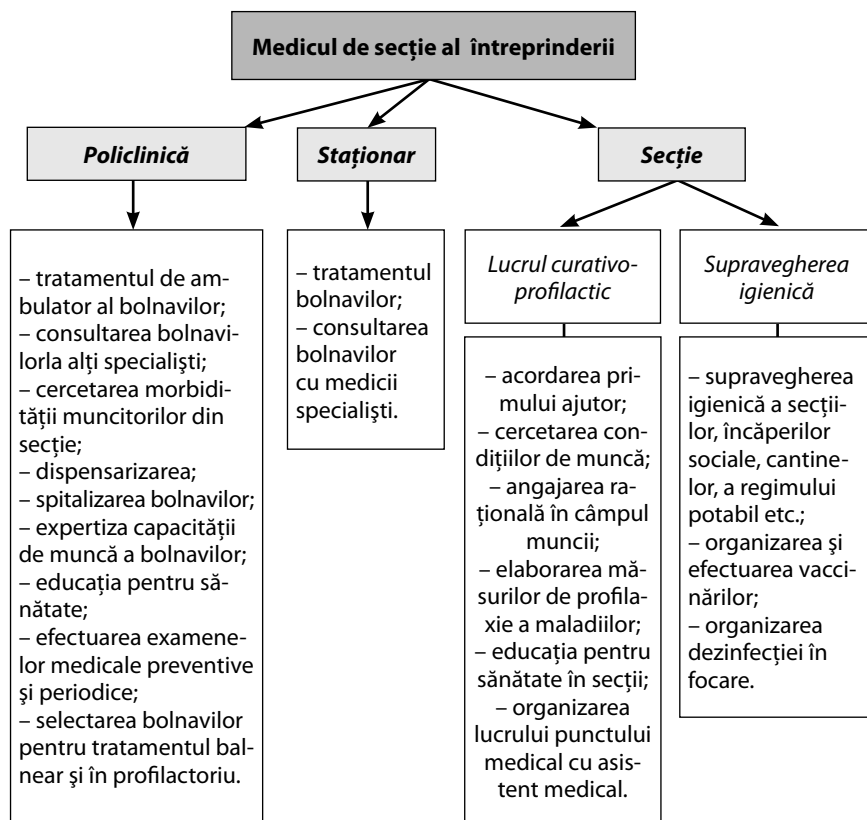 Medicul de secție al întreprinderii
Policlinică
Staționar
Secție
– tratamentul de am-
bulator al bolnavilor;
– consultarea bolnavi-
lorla alți specialişti;
– cercetarea morbidi-
tății muncitorilor din
secție;
– dispensarizarea;
– spitalizarea bolnavilor;
– expertiza capacității
de muncă a bolnavilor;
– educația pentru să-
nătate;
– efectuarea examene-
lor medicale preventive
şi periodice;
– selectarea bolnavilor
pentru tratamentul bal-
near şi în profilactoriu.
– tratamentul
bolnavilor;
– consultarea
bolnavilor
cu medicii
specialişti.
Lucrul curativo-
profilactic
– acordarea pri-
mului ajutor;
– cercetarea con-
dițiilor de muncă;
– angajarea ra-
țională în câmpul
muncii;
– elaborarea mă-
surilor de profila-
xie a maladiilor;
– educația pentru
sănătate în secții;
– organizarea
lucrului punctului
medical cu asis-
tent medical.
Supravegherea
igienică
– supravegherea
igienică a secții-
lor, încăperilor
sociale, cantine-
lor, a regimului
potabil etc.;
– organizarea şi
efectuarea vacci-
nărilor;
– organizarea
dezinfecției în
focare.